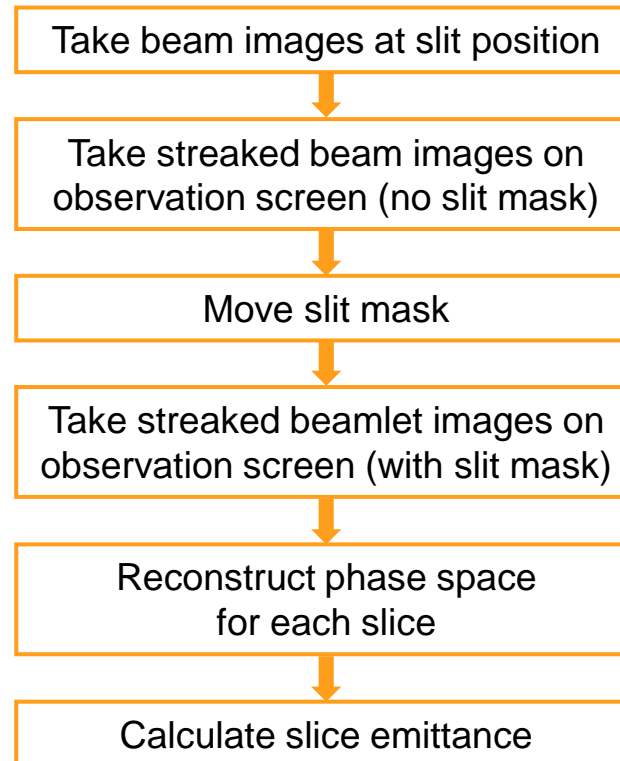 Take beam images at slit position
Take streaked beam images on
observation screen (no slit mask)
Move slit mask
Take streaked beamlet images on
observation screen (with slit mask)
Reconstruct phase space
for each slice
Calculate slice emittance